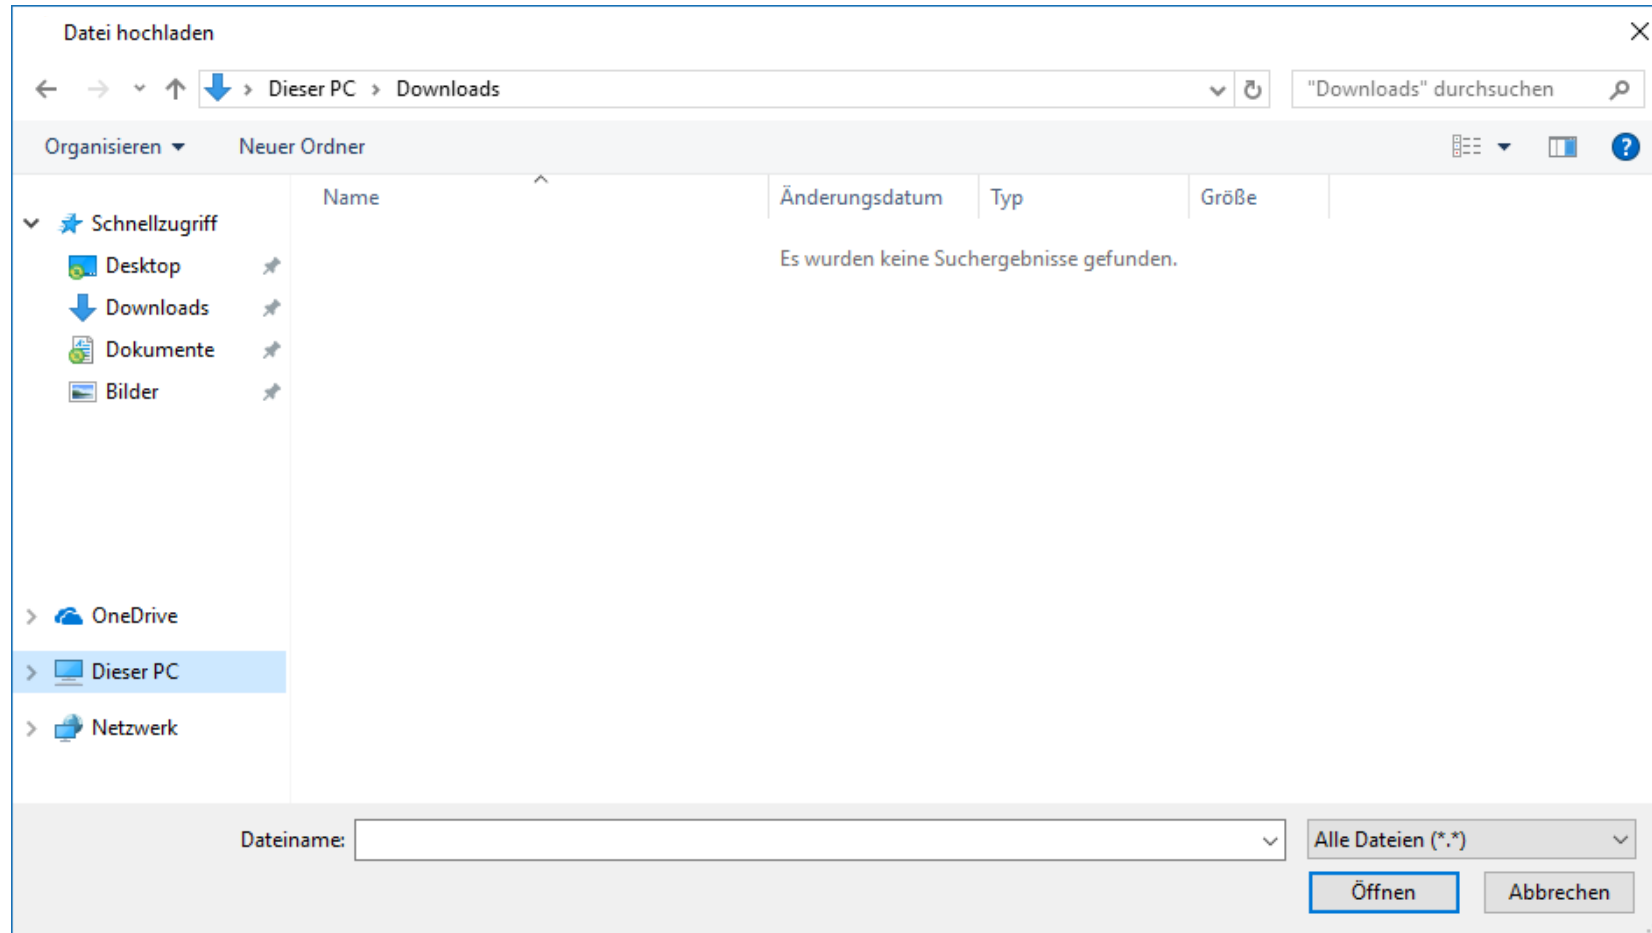 Datei hochladen
Dieser PC > Downloads
"Downloads" durchsuchen
Organisieren
Neuer Ordner
Name
Änderungsdatum
Typ
Größe
Es wurden keine Suchergebnisse gefunden.
Schnellzugriff
Desktop
Downloads
Dokumente
Bilder
OneDrive
Dieser PC
Netzwerk
Dateiname:
Alle Dateien (*.*)
Öffnen
Abbrechen